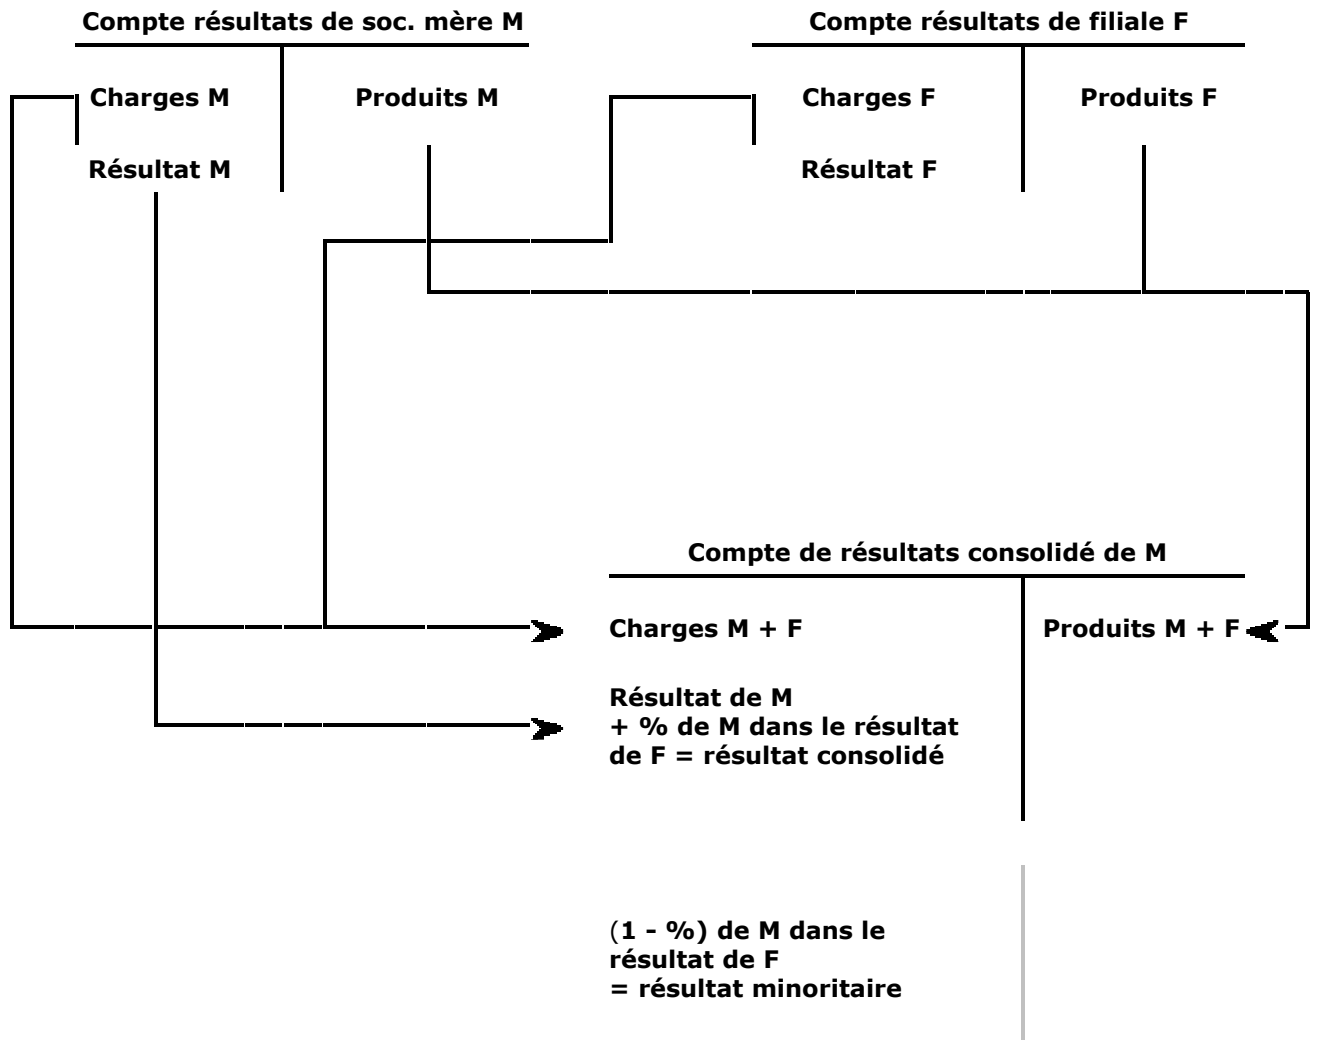 Compte résultats de soc. mère M
Compte résultats de filiale F
Charges M
Produits M
Charges F
Produits F
Résultat M
Résultat F
Compte de résultats consolidé de M
Charges M + F
Produits M + F
Résultat de M
+ % de M dans le résultat
de F = résultat consolidé
(1 - %) de M dans le
résultat de F
= résultat minoritaire